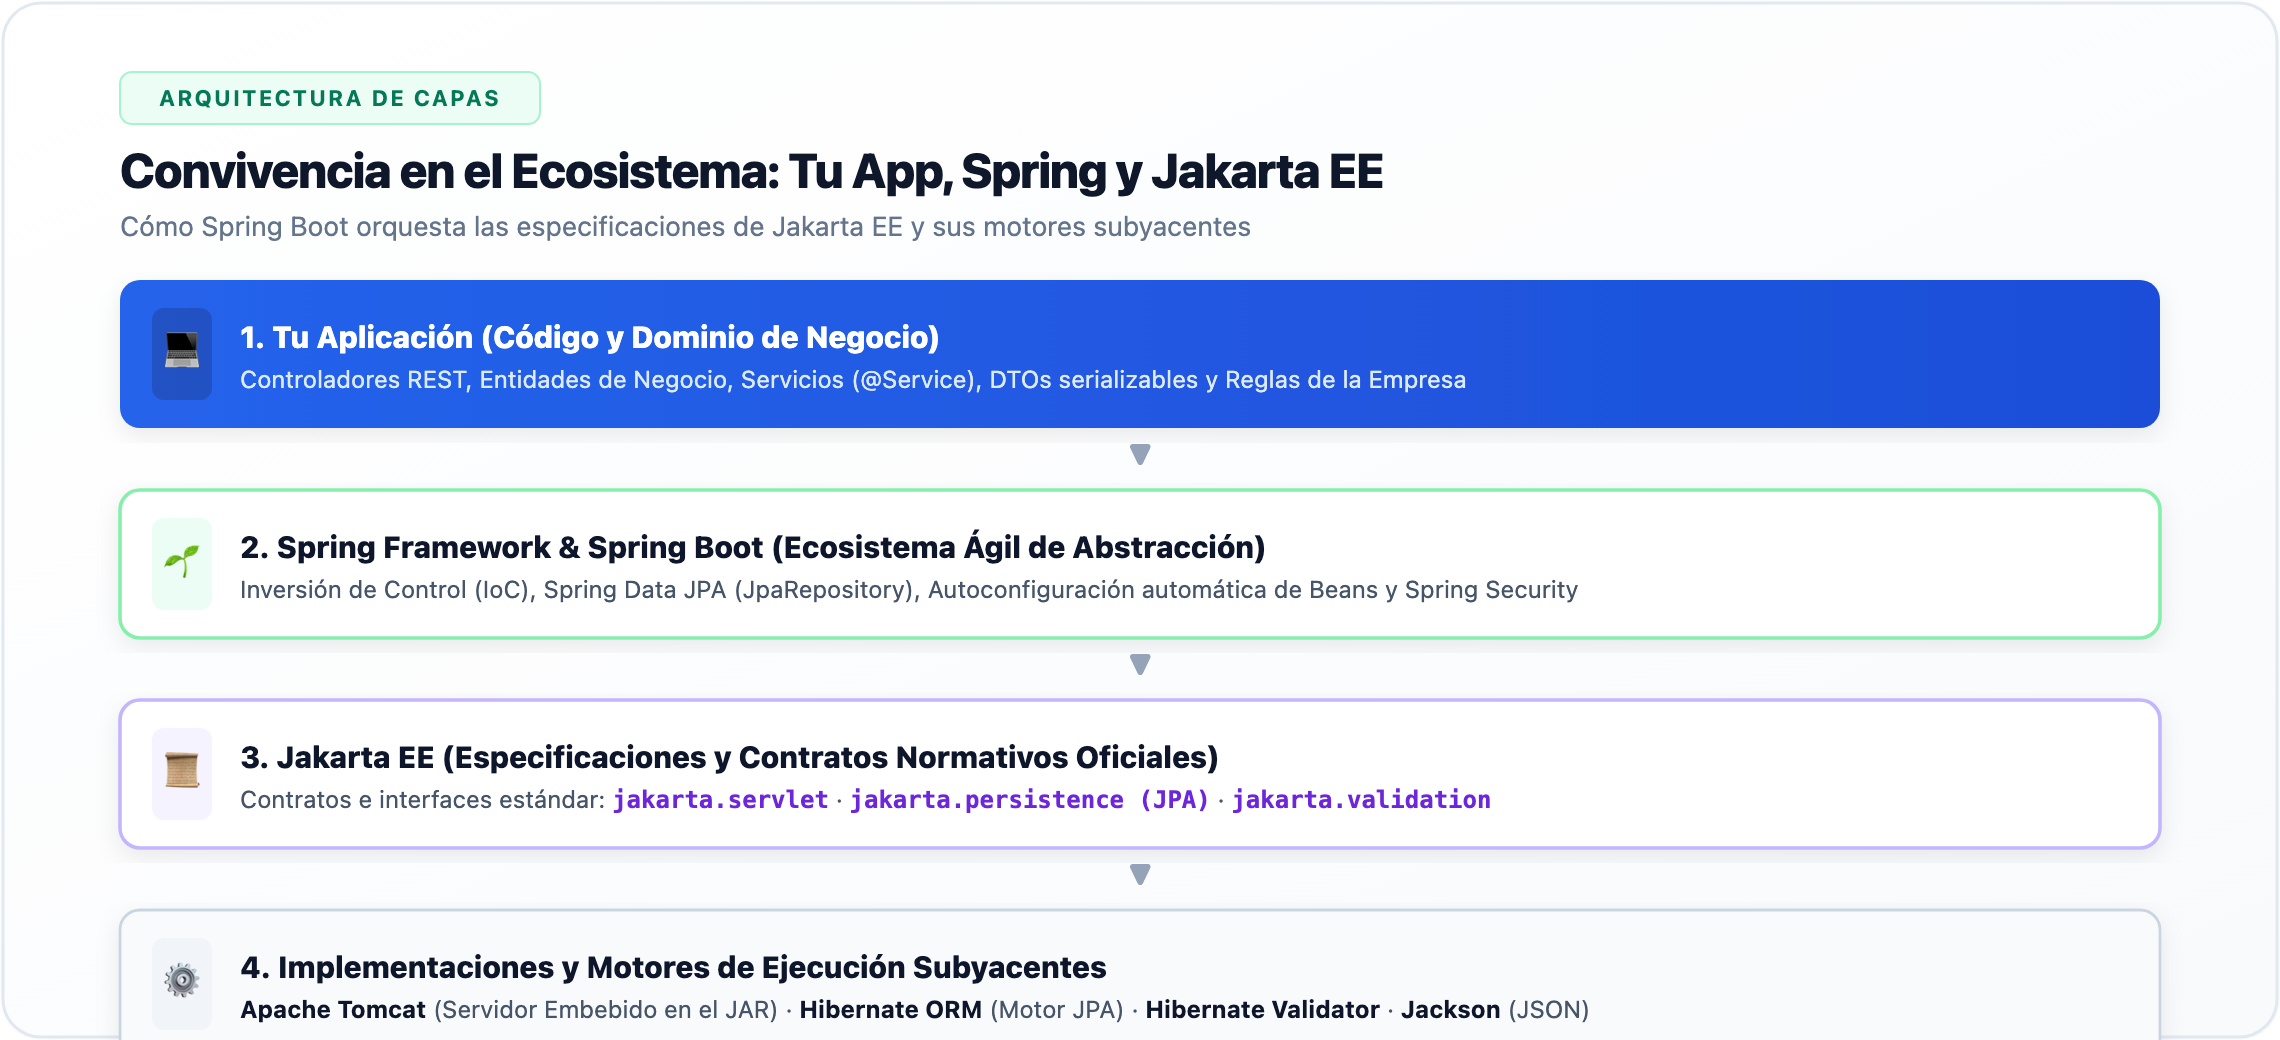 ARQUITECTURA DE CAPAS
Convivencia en el Ecosistema: Tu App, Spring y Jakarta EE
Cómo Spring Boot orquesta las especificaciones de Jakarta EE y sus motores subyacentes
1. Tu Aplicación (Código y Dominio de Negocio)
Controladores REST, Entidades de Negocio, Servicios (@Service), DTOs serializables y Reglas de la Empresa
2. Spring Framework & Spring Boot (Ecosistema Ágil de Abstracción)
Inversión de Control (IoC), Spring Data JPA (JpaRepository), Autoconfiguración automática de Beans y Spring Security
3. Jakarta EE (Especificaciones y Contratos Normativos Oficiales)
Contratos e interfaces estándar: jakarta.servlet · jakarta.persistence (JPA) · jakarta.validation
4. Implementaciones y Motores de Ejecución Subyacentes
Apache Tomcat (Servidor Embebido en el JAR) · Hibernate ORM (Motor JPA) · Hibernate Validator · Jackson (JSON)